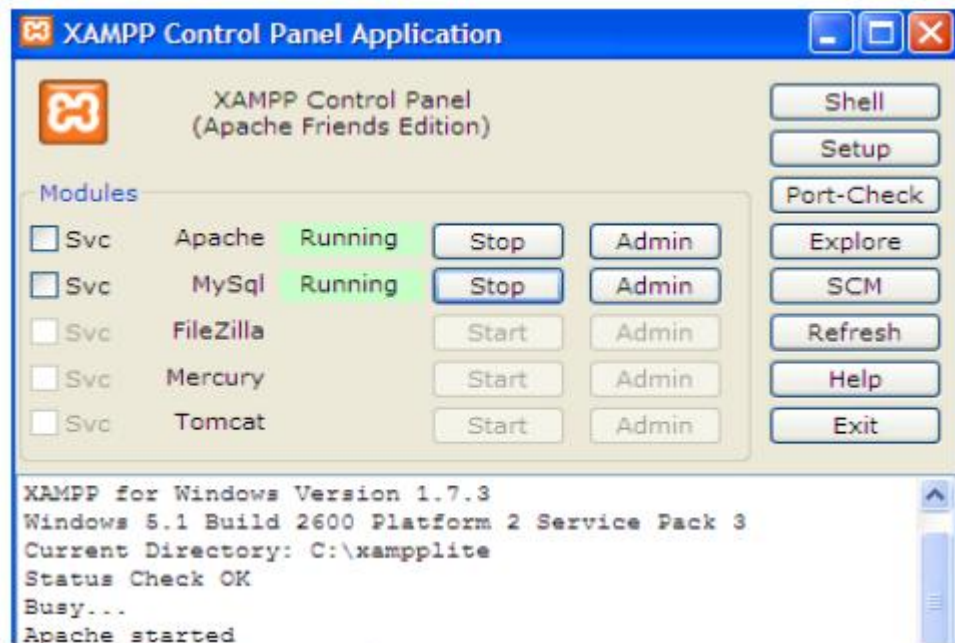 XAMPP Control Panel Application
XAMPP Control Panel
(Apache Friends Edition)
Shell
Setup
Port-Check
Explore
SCM
Refresh
Help
Exit
Modules
Svc Apache Running Stop Admin
Svc MySql Running Stop Admin
Svc FileZilla Start Admin
Svc Mercury Start Admin
Svc Tomcat Start Admin
XAMPP for Windows Version 1.7.3
Windows 5.1 Build 2600 Platform 2 Service Pack 3
Current Directory: C:\xampplite
Status Check OK
Busy...
Apache started